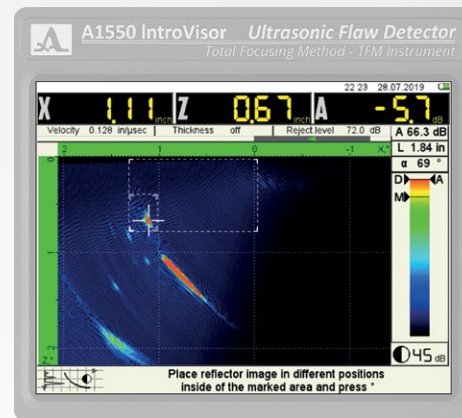 A1550 IntroVisor Ultrasonic Flaw Detector
Total Focusing Method - TFM Instrument
22 23 28.07.2019
X 1.11 inch Z 0.67 inch A -5.7 dB
Velocity 0.128 in/µsec Thickness off Reject.level 72.0 dB A 66.3 dB
L 1.84 in
α 69 °
2 1 0 -1 X,"
0
1
2
Z,"
D A
M
45 dB
Place reflector image in different positions
inside of the marked area and press *